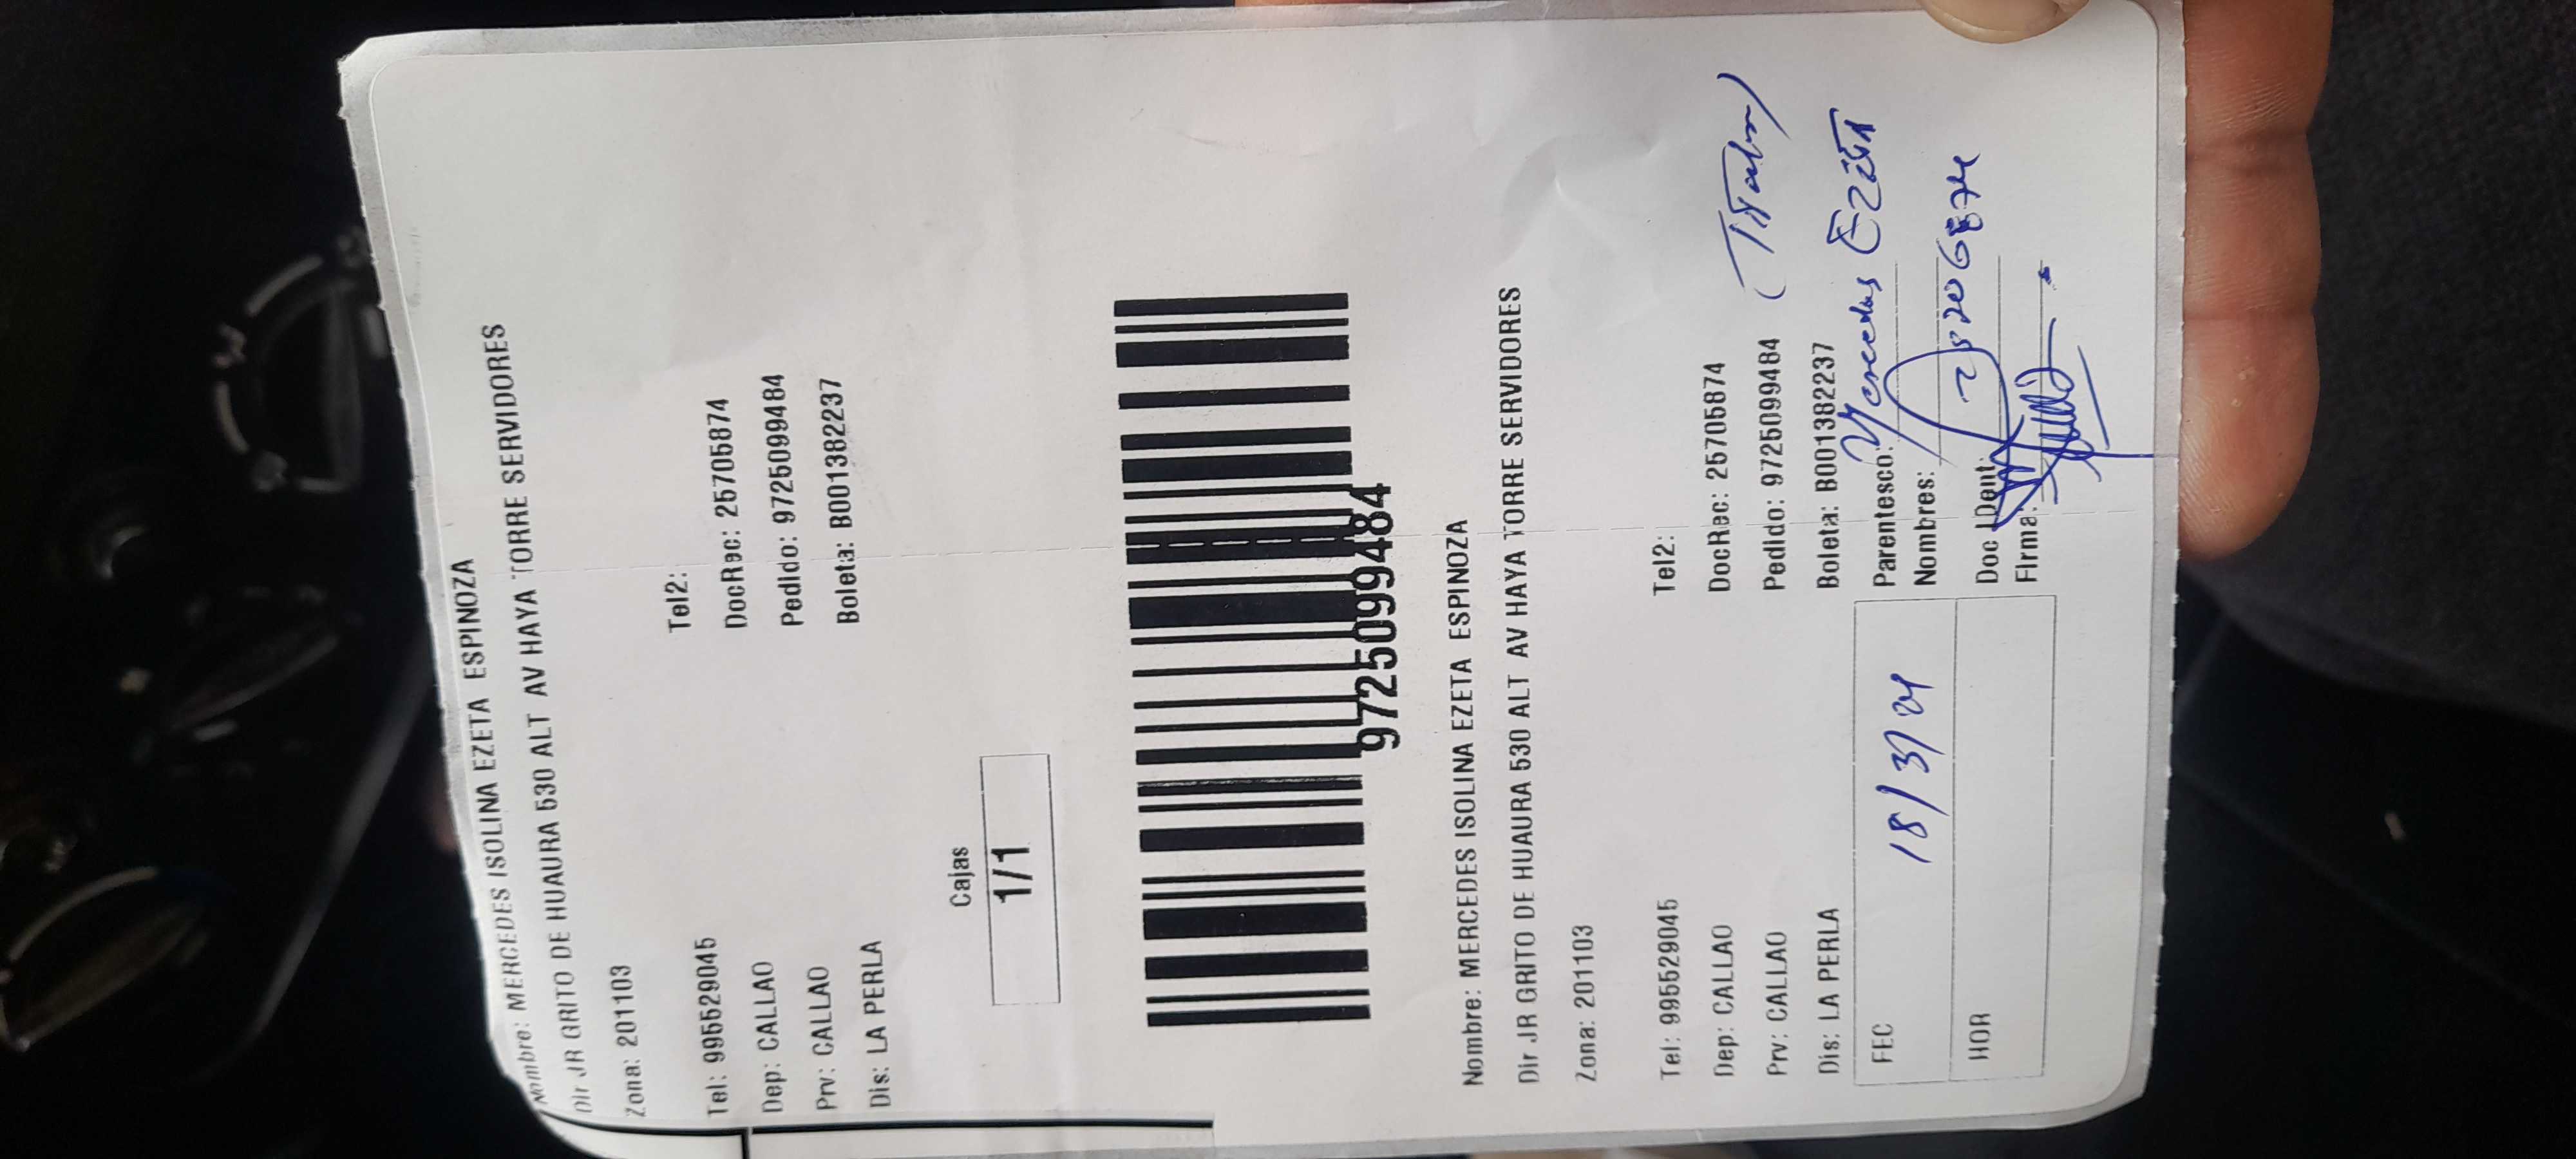 Nombre: MERCEDES ISOLINA EZETA ESPINOZA
Dir JR GRITO DE HUAURA 530 ALT AV HAYA TORRE SERVIDORES
Zona: 201103
Tel: 995529045 Tel2:
Dep: CALLAO DocRec: 25705874
Prv: CALLAO Pedido: 9725099484
Dis: LA PERLA Boleta: B001382237
Cajas
1/1
9725099484
Nombre: MERCEDES ISOLINA EZETA ESPINOZA
Dir JR GRITO DE HUAURA 530 ALT AV HAYA TORRE SERVIDORES
Zona: 201103
Tel: 995529045 Tel2:
Dep: CALLAO DocRec: 25705874
Prv: CALLAO Pedido: 9725099484 (Titular)
Dis: LA PERLA Boleta: B001382237
FEC 18/3/24 Parentesco: Mercedes Ezeta
Nombres:
HOR Doc IDent:
Firma: